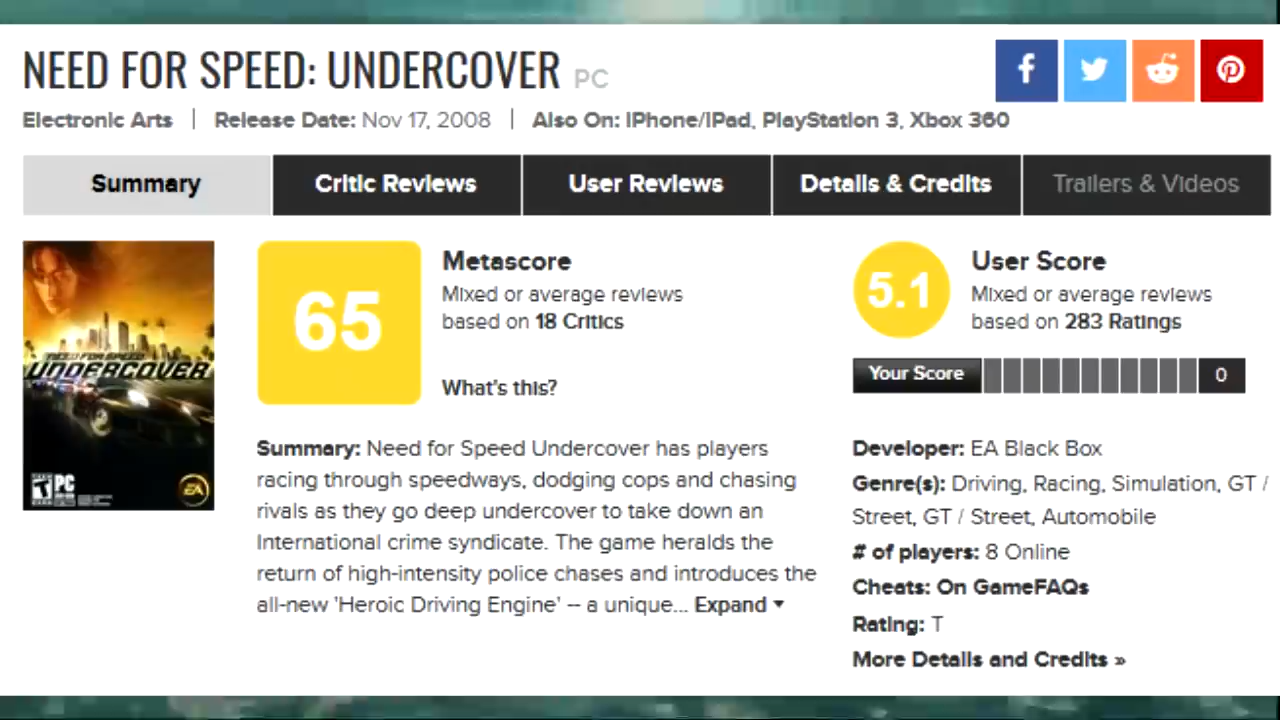 NEED FOR SPEED: UNDERCOVER PC
Electronic Arts | Release Date: Nov 17, 2008 | Also On: iPhone/iPad, PlayStation 3, Xbox 360
Summary Critic Reviews User Reviews Details & Credits Trailers & Videos
NEED FOR SPEED
UNDERCOVER
PC
EA
65
Metascore
Mixed or average reviews
based on 18 Critics
What's this?
5.1
User Score
Mixed or average reviews
based on 283 Ratings
Your Score 0
Summary: Need for Speed Undercover has players
racing through speedways, dodging cops and chasing
rivals as they go deep undercover to take down an
International crime syndicate. The game heralds the
return of high-intensity police chases and introduces the
all-new 'Heroic Driving Engine' -- a unique... Expand
Developer: EA Black Box
Genre(s): Driving, Racing, Simulation, GT /
Street, GT / Street, Automobile
# of players: 8 Online
Cheats: On GameFAQs
Rating: T
More Details and Credits »